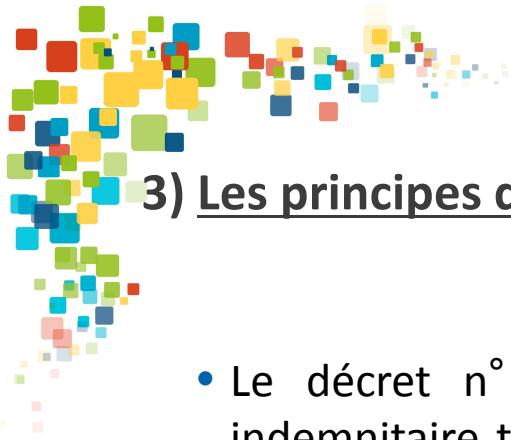 3) Les principes
• Le décret n°
indemnitaire